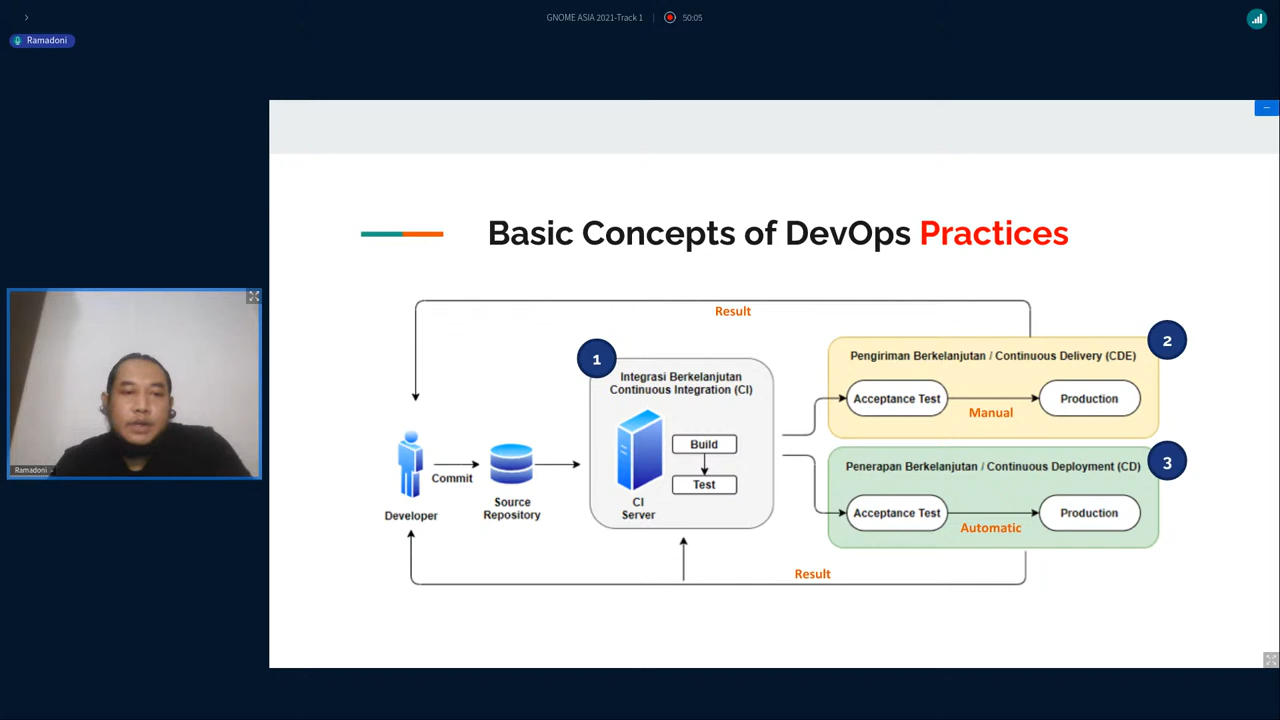 GNOME ASIA 2021-Track 1
50:05
Ramadoni
Basic Concepts of DevOps Practices
Result
1
Integrasi Berkelanjutan
Continuous Integration (CI)
Build
Test
CI
Server
Developer
Commit
Source
Repository
2
Pengiriman Berkelanjutan / Continuous Delivery (CDE)
Acceptance Test
Manual
Production
3
Penerapan Berkelanjutan / Continuous Deployment (CD)
Acceptance Test
Automatic
Production
Result
Ramadoni